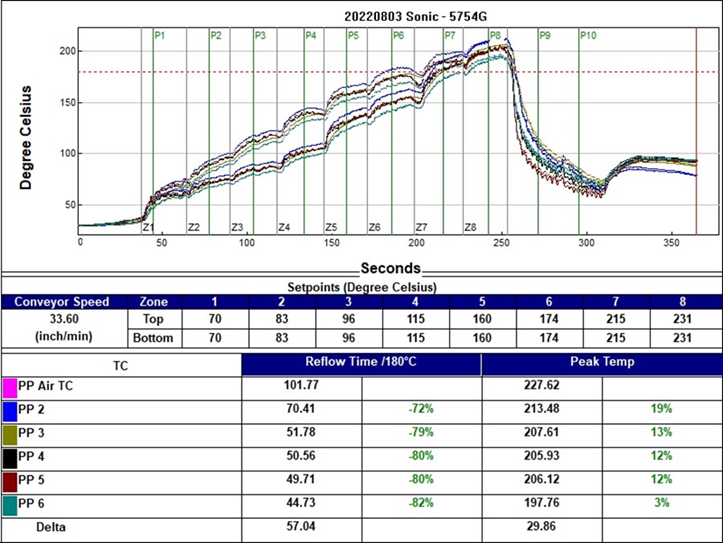 20220803 Sonic - 5754G
P1 P2 P3 P4 P5 P6 P7 P8 P9 P10
200
150
100
50
Degree Celsius
Z1 Z2 Z3 Z4 Z5 Z6 Z7 Z8
0 50 100 150 200 250 300 350
Seconds
Setpoints (Degree Celsius)
Conveyor Speed Zone 1 2 3 4 5 6 7 8
33.60 Top 70 83 96 115 160 174 215 231
(inch/min) Bottom 70 83 96 115 160 174 215 231
TC Reflow Time /180°C Peak Temp
PP Air TC 101.77 227.62
PP 2 70.41 -72% 213.48 19%
PP 3 51.78 -79% 207.61 13%
PP 4 50.56 -80% 205.93 12%
PP 5 49.71 -80% 206.12 12%
PP 6 44.73 -82% 197.76 3%
Delta 57.04 29.86